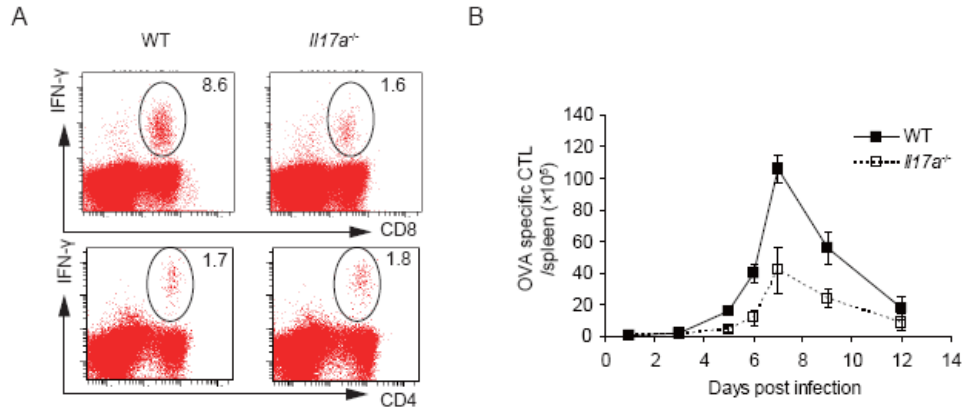 A
WT
Il17a-/-
IFN-γ
8.6
1.6
CD8
IFN-γ
1.7
1.8
CD4
B
OVA specific CTL
/spleen (×10⁵)
140
120
100
80
60
40
20
0
WT
Il17a-/-
0 2 4 6 8 10 12 14
Days post infection